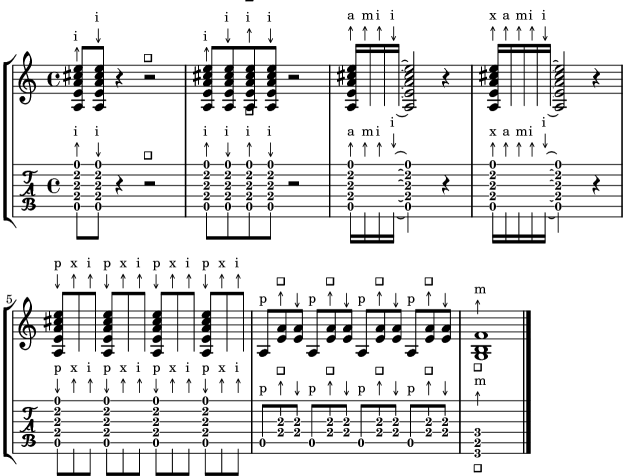 i i i i i i a m i i x a m i i
i i i i i i a m i i x a m i i
T 0 0 0 0 0 0 0 0 0 0
A 2 2 2 2 2 2 2 2 2 2
2 2 2 2 2 2 2 2 2 2
B 2 2 2 2 2 2 2 2 2 2
0 0 0 0 0 0 0 0 0 0
p x i p x i p x i p x i m
5 p p p p
p x i p x i p x i p x i m
p p p p
T 0 0 0 0
A 2 2 2 2
2 2 2 2 2 2 2 2 2 2 2 2
B 2 2 2 2 2 2 2 2 2 2 2 2 3
0 0 0 0 0 0 0 0 2
3